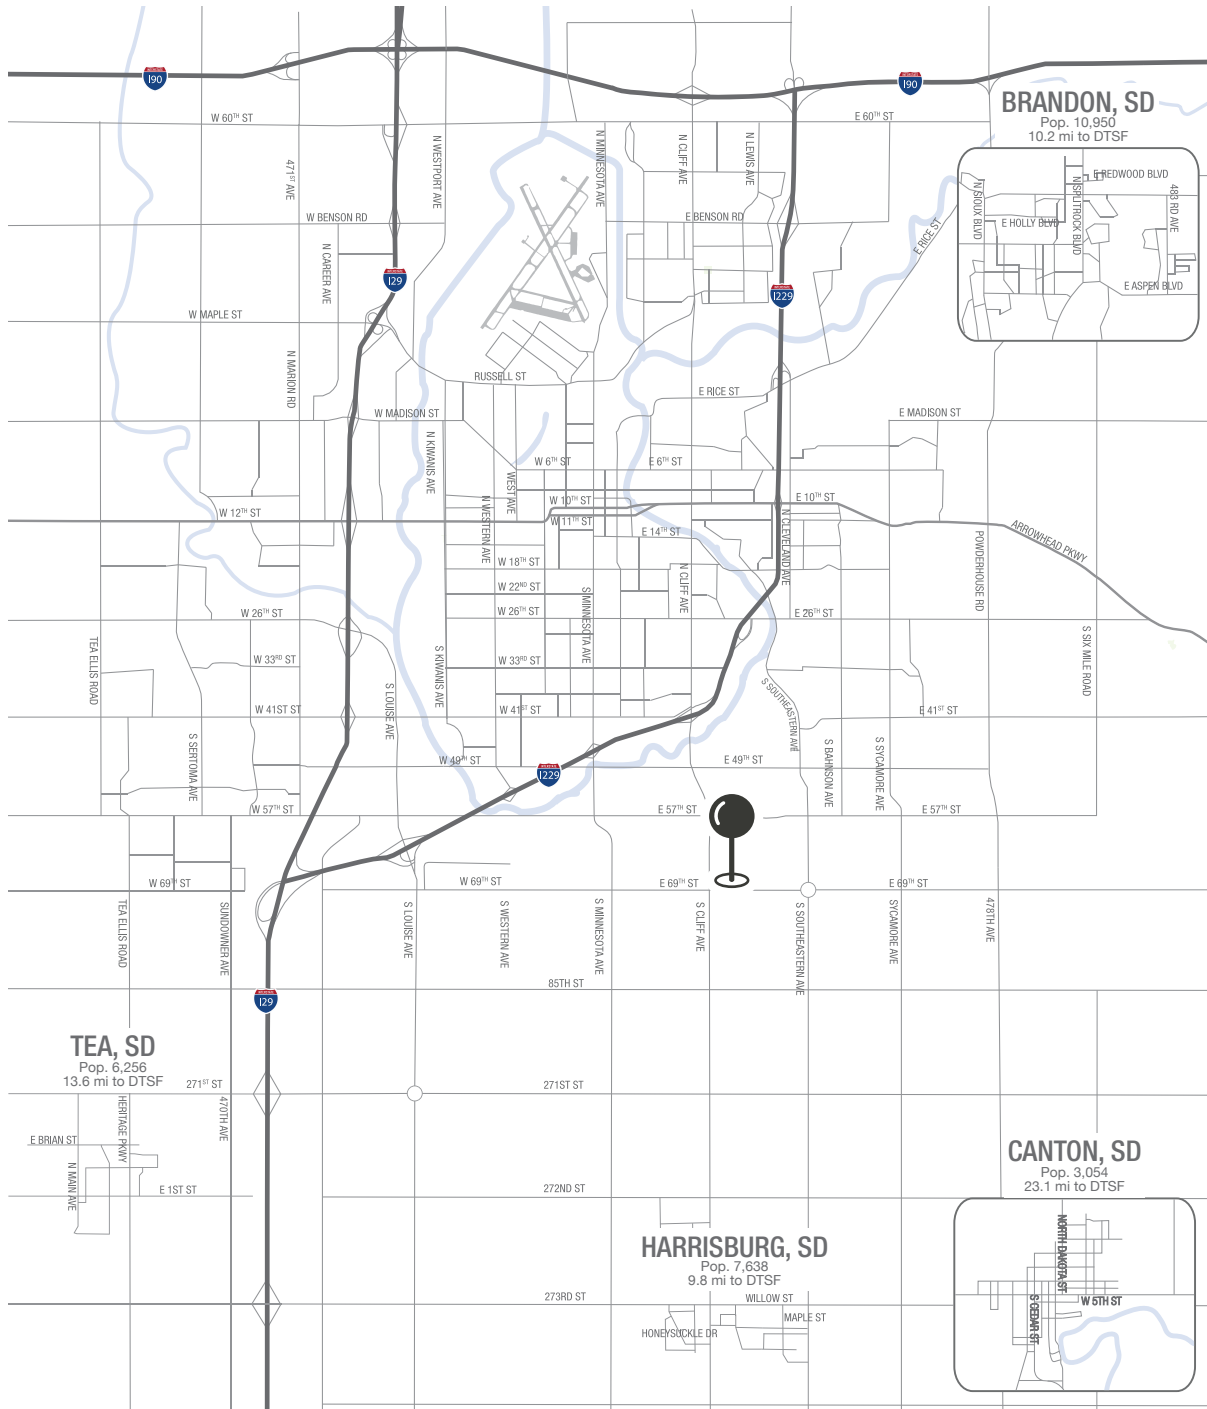 I90
I90
BRANDON, SD
Pop. 10,950
10.2 mi to DTSF
W 60TH ST
E 60TH ST
N WESTPORT AVE
N MINNESOTA AVE
N CLIFF AVE
N LEWIS AVE
471ST AVE
E REDWOOD BLVD
N SIOUX BLVD
N SPLITROCK BLVD
483 RD AVE
E HOLLY BLVD
E ASPEN BLVD
W BENSON RD
E BENSON RD
E RICE ST
N CAREER AVE
I29
I229
W MAPLE ST
N MARION RD
RUSSELL ST
E RICE ST
W MADISON ST
E MADISON ST
N KIWANIS AVE
W 6TH ST
E 6TH ST
WEST AVE
N WESTERN AVE
W 10TH ST
E 10TH ST
W 12TH ST
W 11TH ST
E 14TH ST
N CLEVELAND AVE
ARROWHEAD PKWY
POWDERHOUSE RD
W 18TH ST
N CLIFF AVE
W 22ND ST
S MINNESOTA AVE
W 26TH ST
W 26TH ST
E 26TH ST
TEA ELLIS ROAD
S SIX MILE ROAD
W 33RD ST
W 33RD ST
S KIWANIS AVE
S LOUISE AVE
S SOUTHEASTERN AVE
W 41ST ST
W 41ST ST
E 41ST ST
S SERTOMA AVE
S BAHNSON AVE
S SYCAMORE AVE
W 49TH ST
E 49TH ST
I229
W 57TH ST
E 57TH ST
E 57TH ST
W 69TH ST
W 69TH ST
E 69TH ST
E 69TH ST
TEA ELLIS ROAD
SUNDOWNER AVE
S LOUISE AVE
S WESTERN AVE
S MINNESOTA AVE
S CLIFF AVE
S SOUTHEASTERN AVE
SYCAMORE AVE
478TH AVE
85TH ST
I29
TEA, SD
Pop. 6,256
13.6 mi to DTSF
271ST ST
271ST ST
HERITAGE PKWY
470TH AVE
E BRIAN ST
N MAIN AVE
E 1ST ST
272ND ST
CANTON, SD
Pop. 3,054
23.1 mi to DTSF
NORTH DAKOTA ST
S CEDAR ST
W 5TH ST
HARRISBURG, SD
Pop. 7,638
9.8 mi to DTSF
273RD ST
WILLOW ST
MAPLE ST
HONEYSUCKLE DR